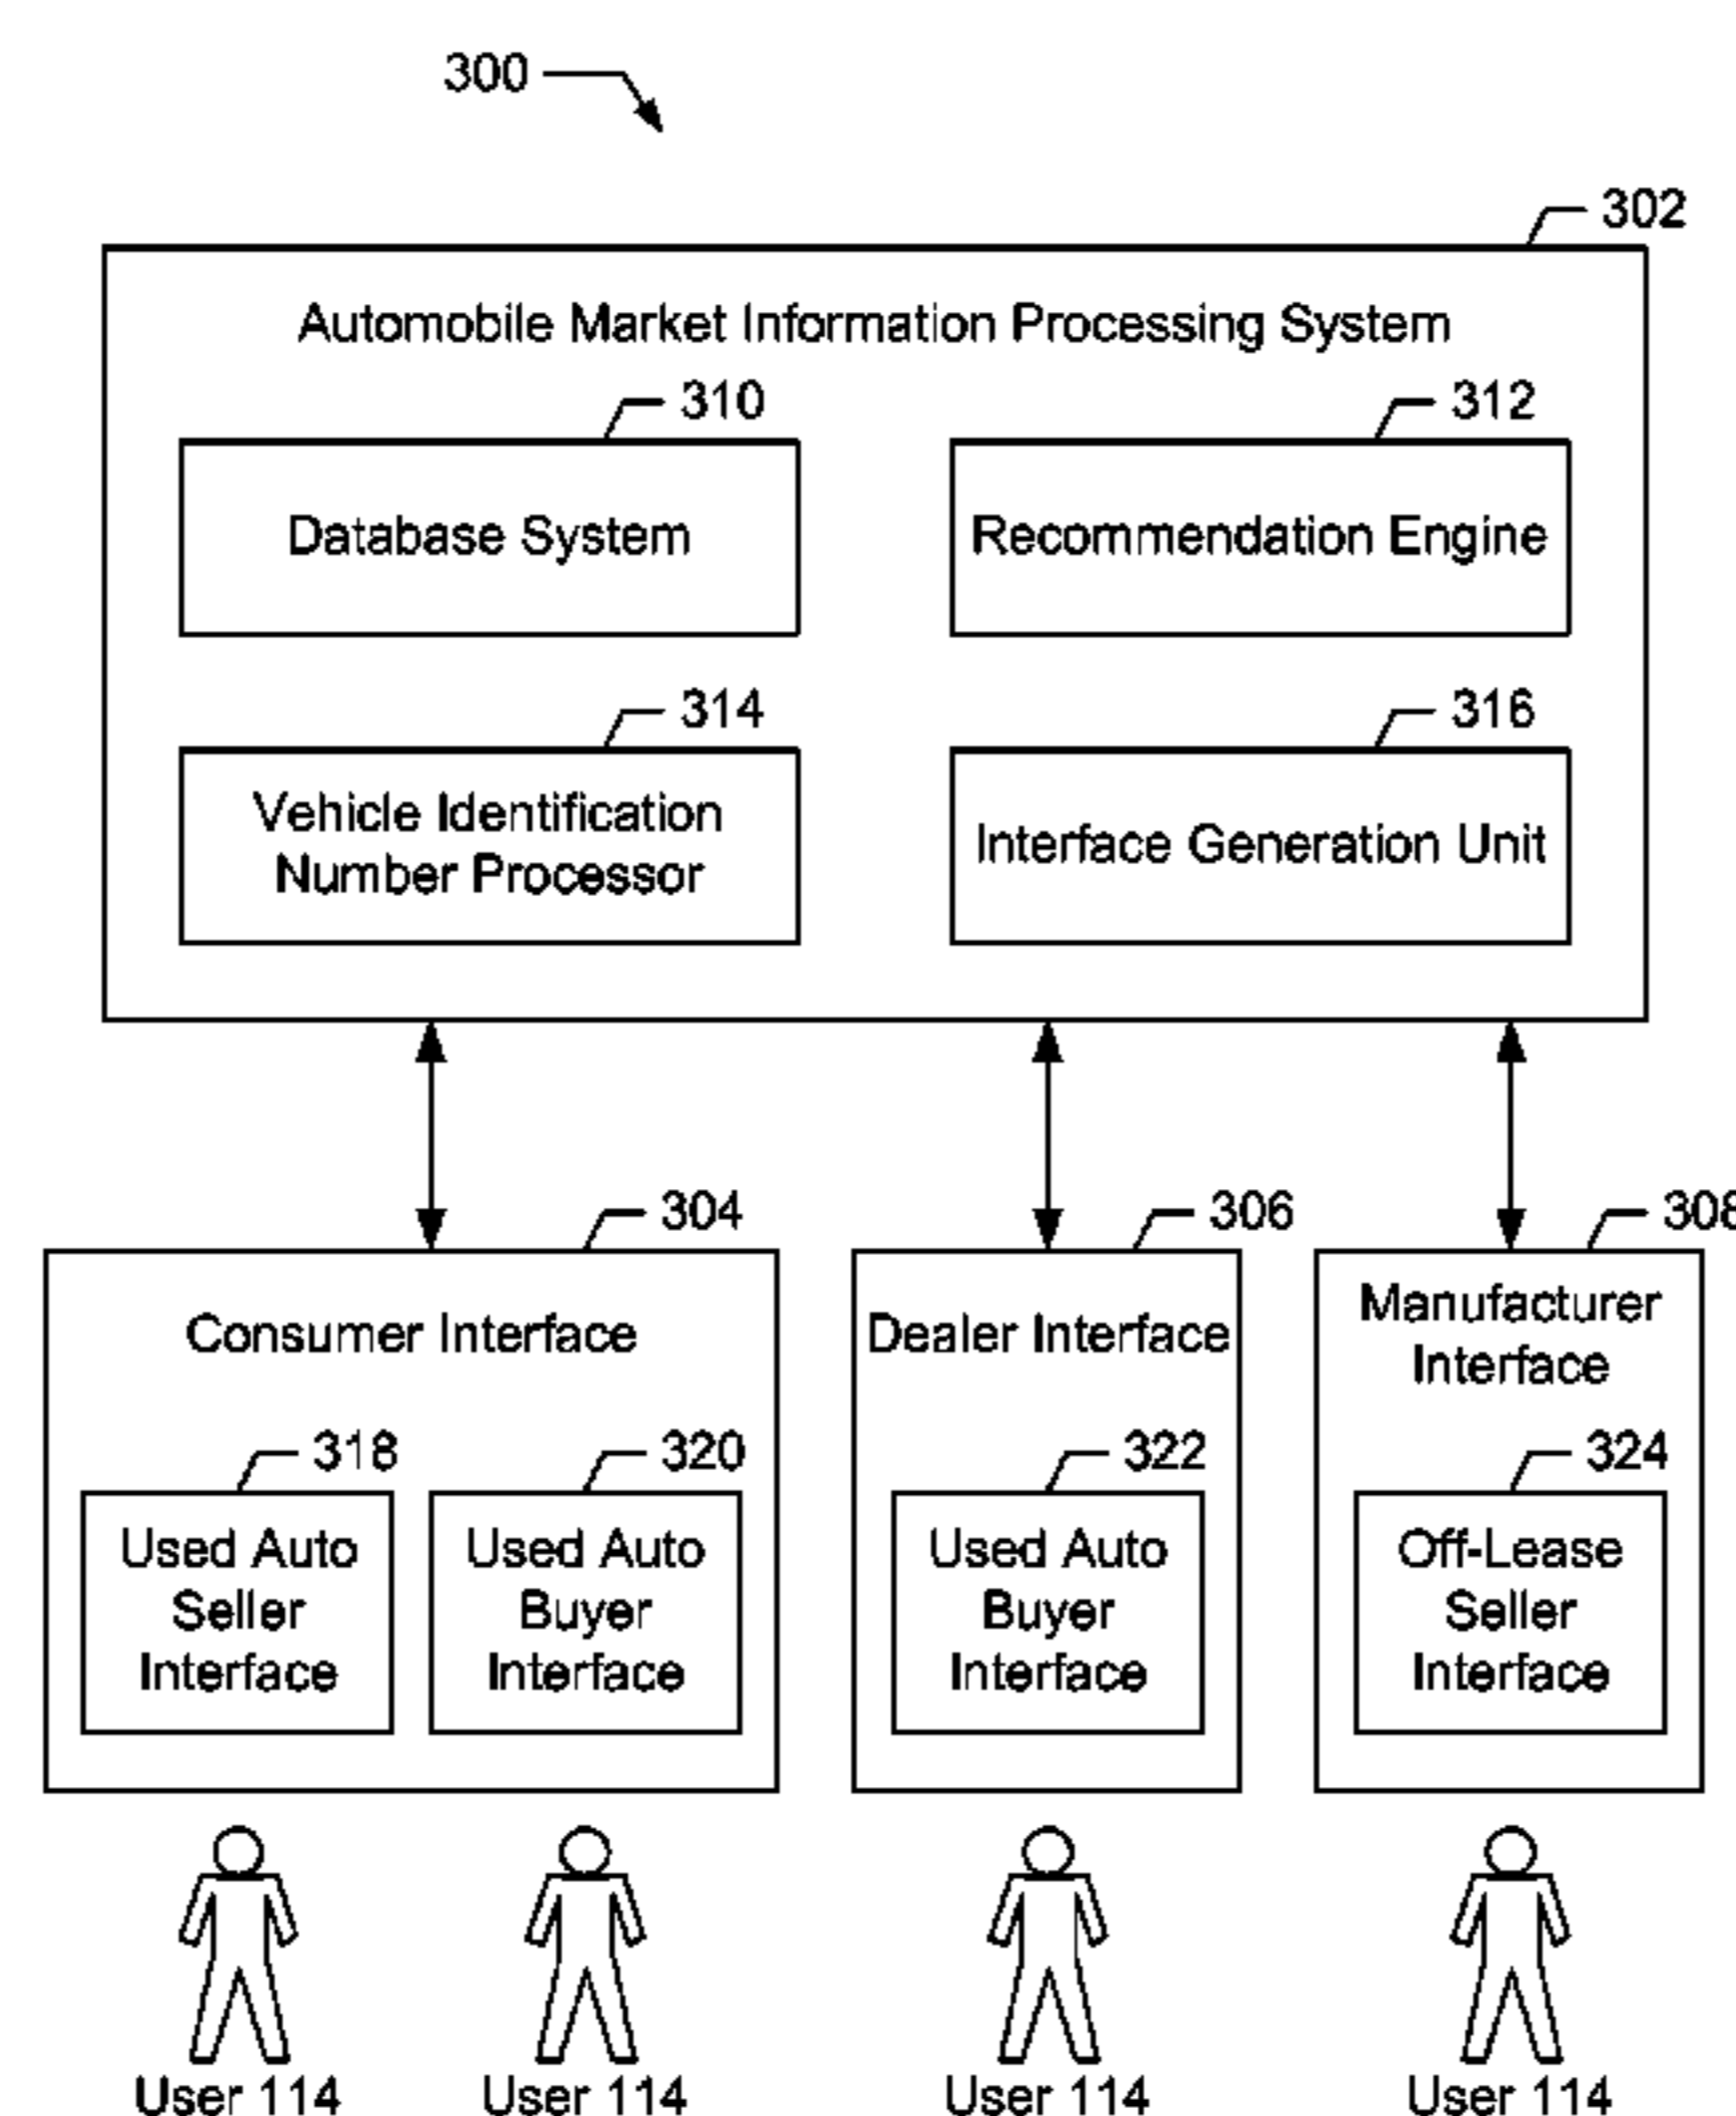 300
302
Automobile Market Information Processing System
310
312
Database System
Recommendation Engine
314
316
Vehicle Identification
Number Processor
Interface Generation Unit
304
306
308
Consumer Interface
Dealer Interface
Manufacturer
Interface
318
320
322
324
Used Auto
Seller
Interface
Used Auto
Buyer
Interface
Used Auto
Buyer
Interface
Off-Lease
Seller
Interface
User 114
User 114
User 114
User 114